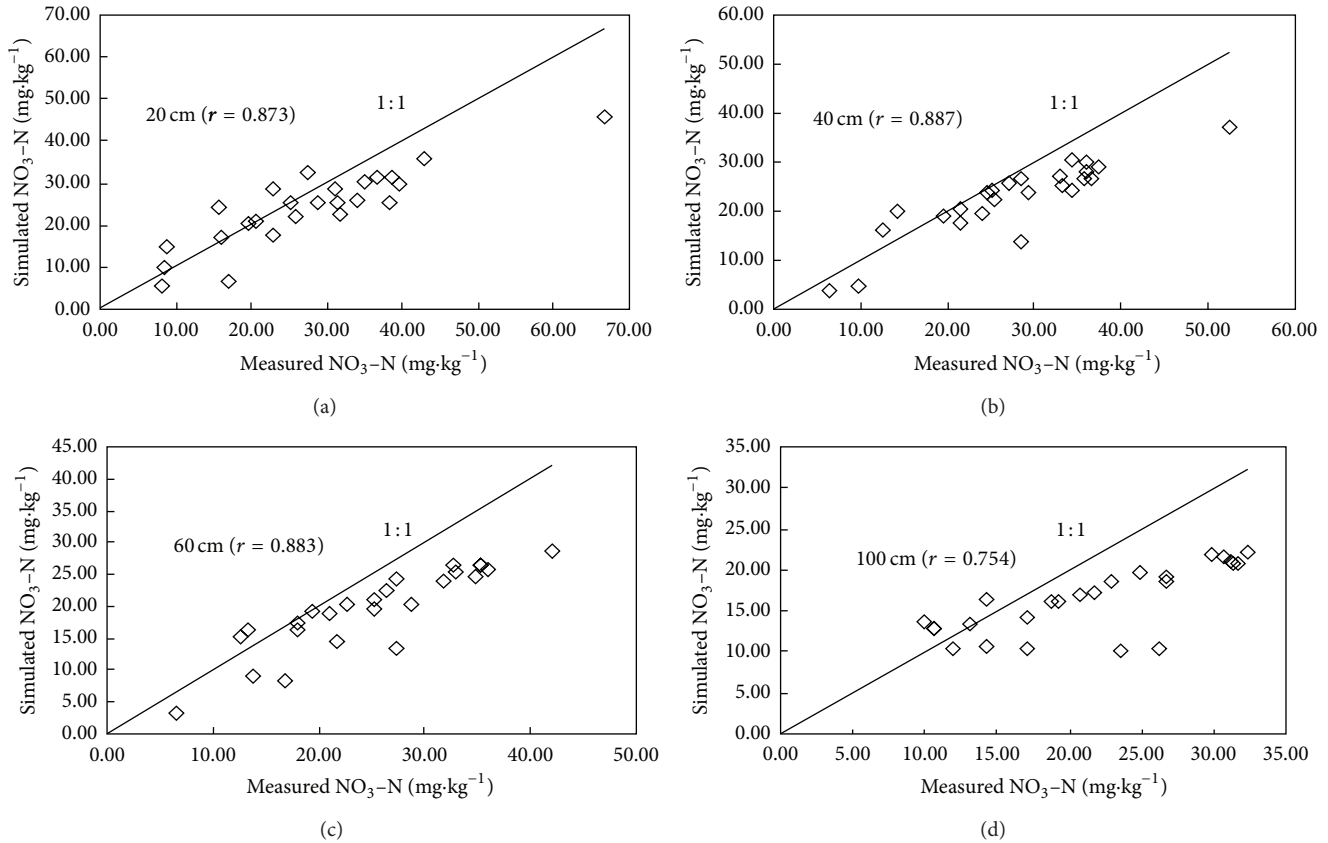 70.00
60.00
50.00
40.00
30.00
20.00
10.00
0.00
Simulated NO₃–N (mg·kg⁻¹)
20 cm (r = 0.873)
1 : 1
0.00 10.00 20.00 30.00 40.00 50.00 60.00 70.00
Measured NO₃–N (mg·kg⁻¹)
(a)
60.00
50.00
40.00
30.00
20.00
10.00
0.00
Simulated NO₃–N (mg·kg⁻¹)
40 cm (r = 0.887)
1 : 1
0.00 10.00 20.00 30.00 40.00 50.00 60.00
Measured NO₃–N (mg·kg⁻¹)
(b)
45.00
40.00
35.00
30.00
25.00
20.00
15.00
10.00
5.00
0.00
Simulated NO₃–N (mg·kg⁻¹)
60 cm (r = 0.883)
1 : 1
0.00 10.00 20.00 30.00 40.00 50.00
Measured NO₃–N (mg·kg⁻¹)
(c)
35.00
30.00
25.00
20.00
15.00
10.00
5.00
0.00
Simulated NO₃–N (mg·kg⁻¹)
100 cm (r = 0.754)
1 : 1
0.00 5.00 10.00 15.00 20.00 25.00 30.00 35.00
Measured NO₃–N (mg·kg⁻¹)
(d)